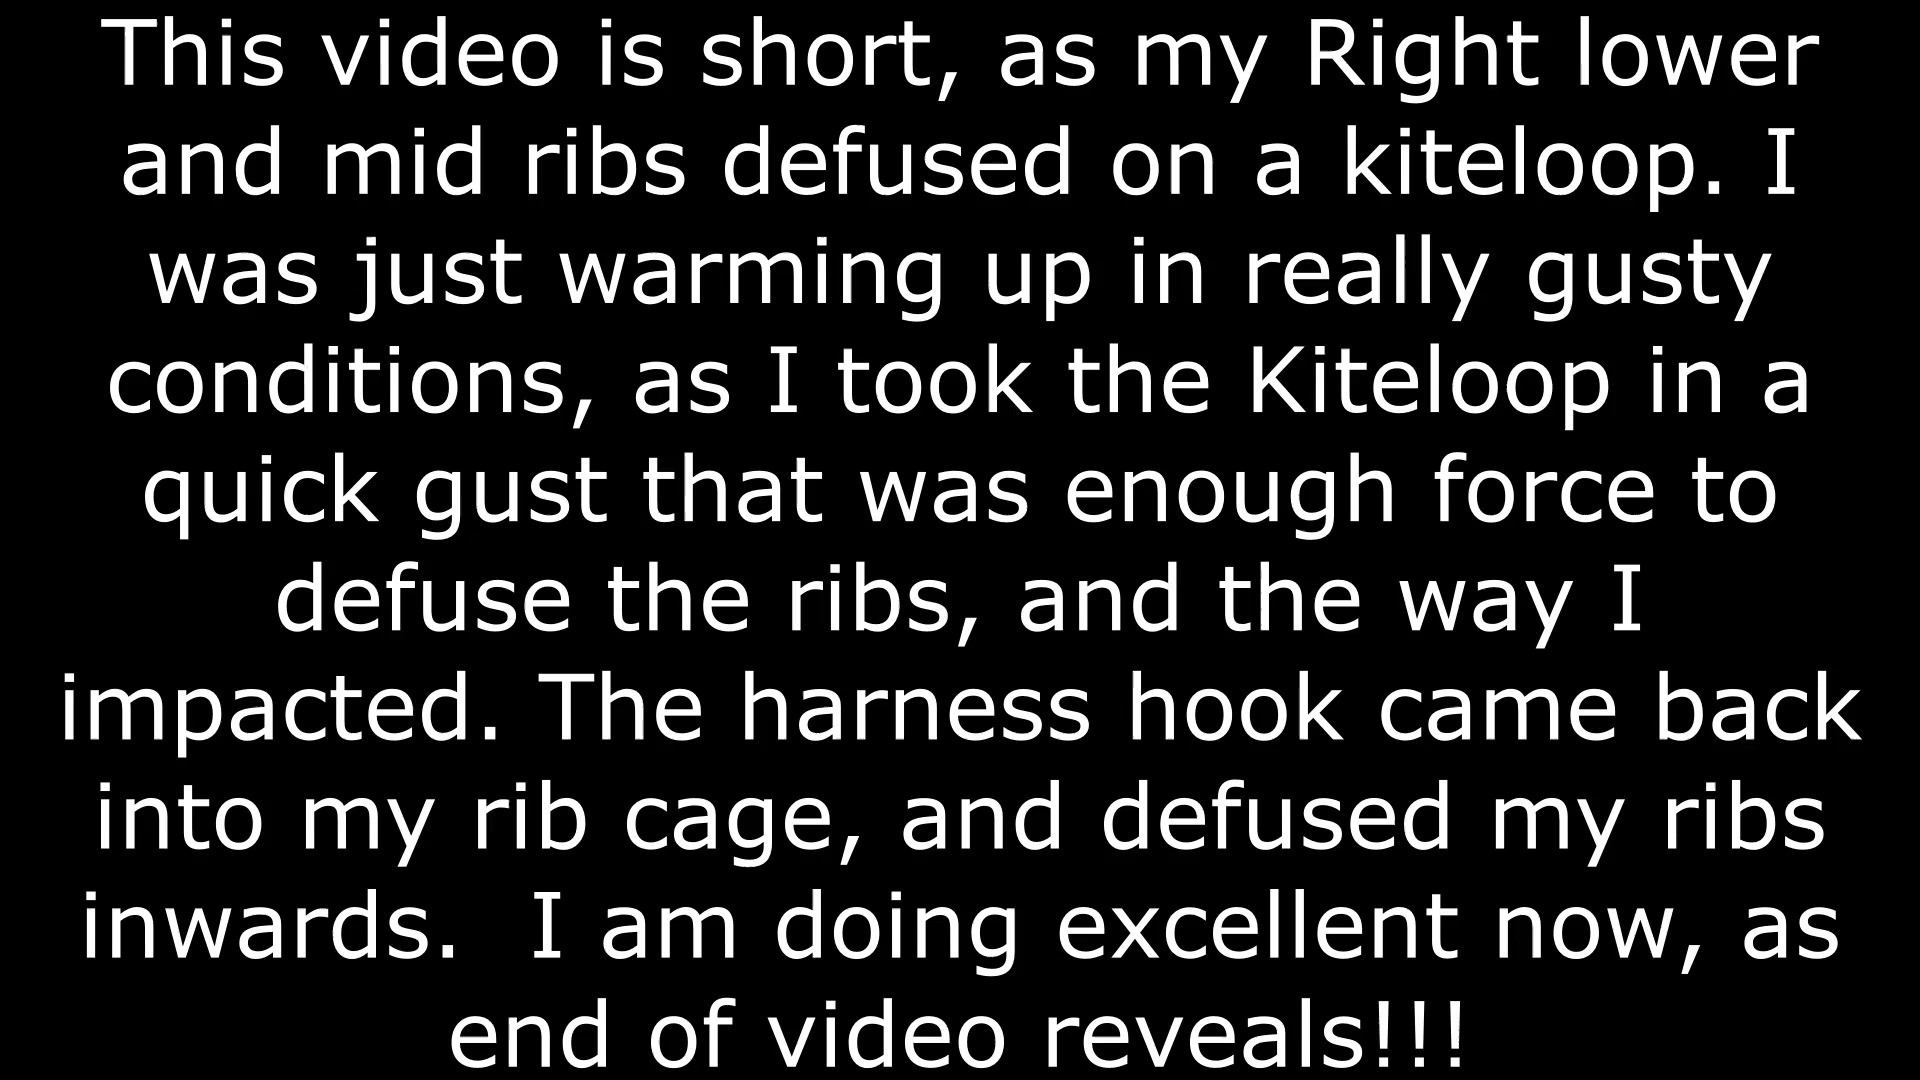 This video is short, as my Right lower
and mid ribs defused on a kiteloop. I
was just warming up in really gusty
conditions, as I took the Kiteloop in a
quick gust that was enough force to
defuse the ribs, and the way I
impacted. The harness hook came back
into my rib cage, and defused my ribs
inwards.  I am doing excellent now, as
end of video reveals!!!